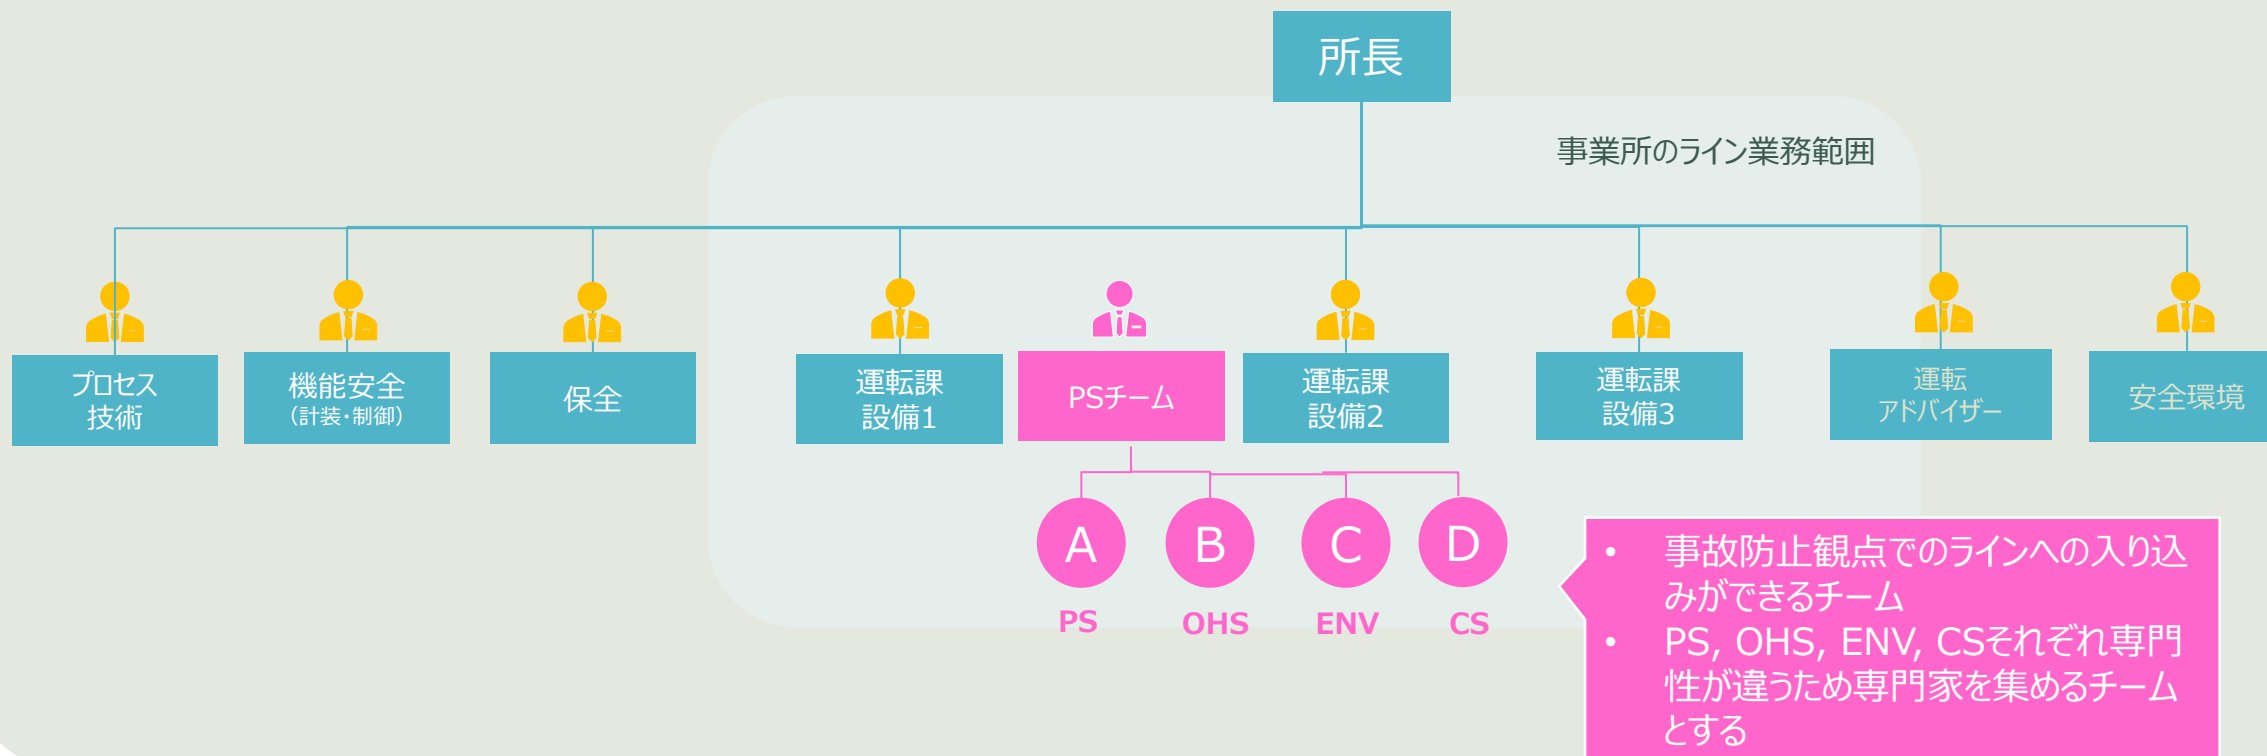 所長
事業所のライン業務範囲
プロセス
技術
機能安全
（計装・制御）
保全
運転課
設備1
PSチーム
運転課
設備2
運転課
設備3
運転
アドバイザー
安全環境
A
B
C
D
PS
OHS
ENV
CS
• 事故防止観点でのラインへの入り込
みができるチーム
• PS, OHS, ENV, CSそれぞれ専門
性が違うため専門家を集めるチーム
とする